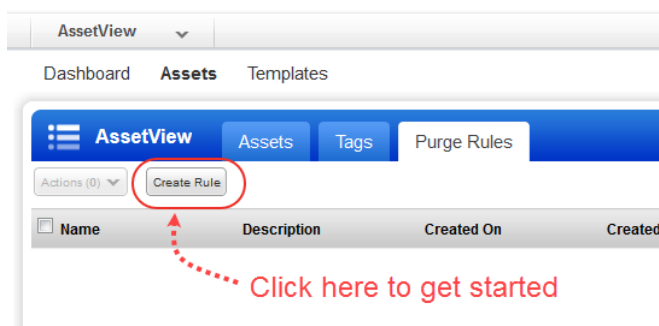 AssetView
Dashboard Assets Templates
AssetView Assets Tags Purge Rules
Actions (0) Create Rule
Name Description Created On Created
Click here to get started